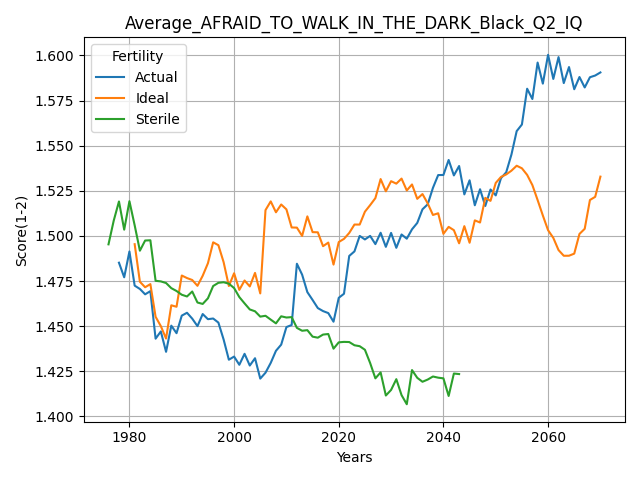 Average_AFRAID_TO_WALK_IN_THE_DARK_Black_Q2_IQ
Fertility
Actual
Ideal
Sterile
Score(1-2)
1.600
1.575
1.550
1.525
1.500
1.475
1.450
1.425
1.400
1980
2000
2020
2040
2060
Years